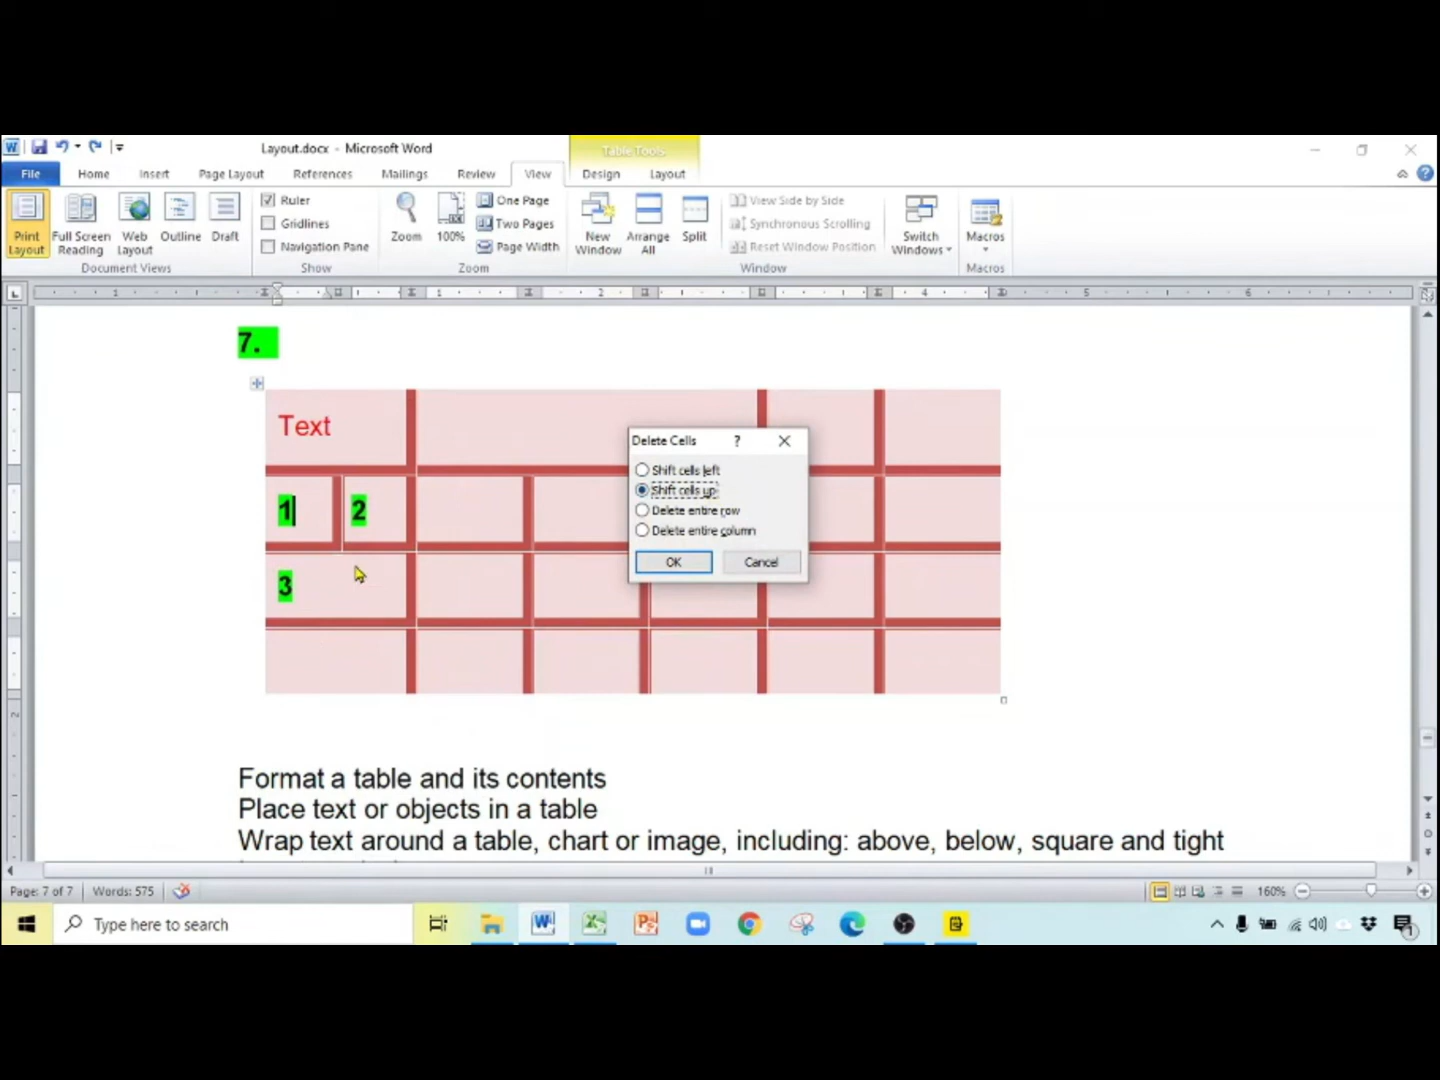 Layout.docx - Microsoft Word
Table Tools
File Home Insert Page Layout References Mailings Review View Design Layout
Print Layout
Full Screen Reading
Web Layout
Outline
Draft
Document Views
Ruler
Gridlines
Navigation Pane
Show
Zoom
100%
One Page
Two Pages
Page Width
Zoom
New Window
Arrange All
Split
View Side by Side
Synchronous Scrolling
Reset Window Position
Window
Switch Windows
Macros
Macros
1 1 2 4 5 6
7.
Text
1 2
3
Delete Cells ?
Shift cells left
Shift cells up
Delete entire row
Delete entire column
OK Cancel
Format a table and its contents
Place text or objects in a table
Wrap text around a table, chart or image, including: above, below, square and tight
Page: 7 of 7 Words: 575 160%
Type here to search